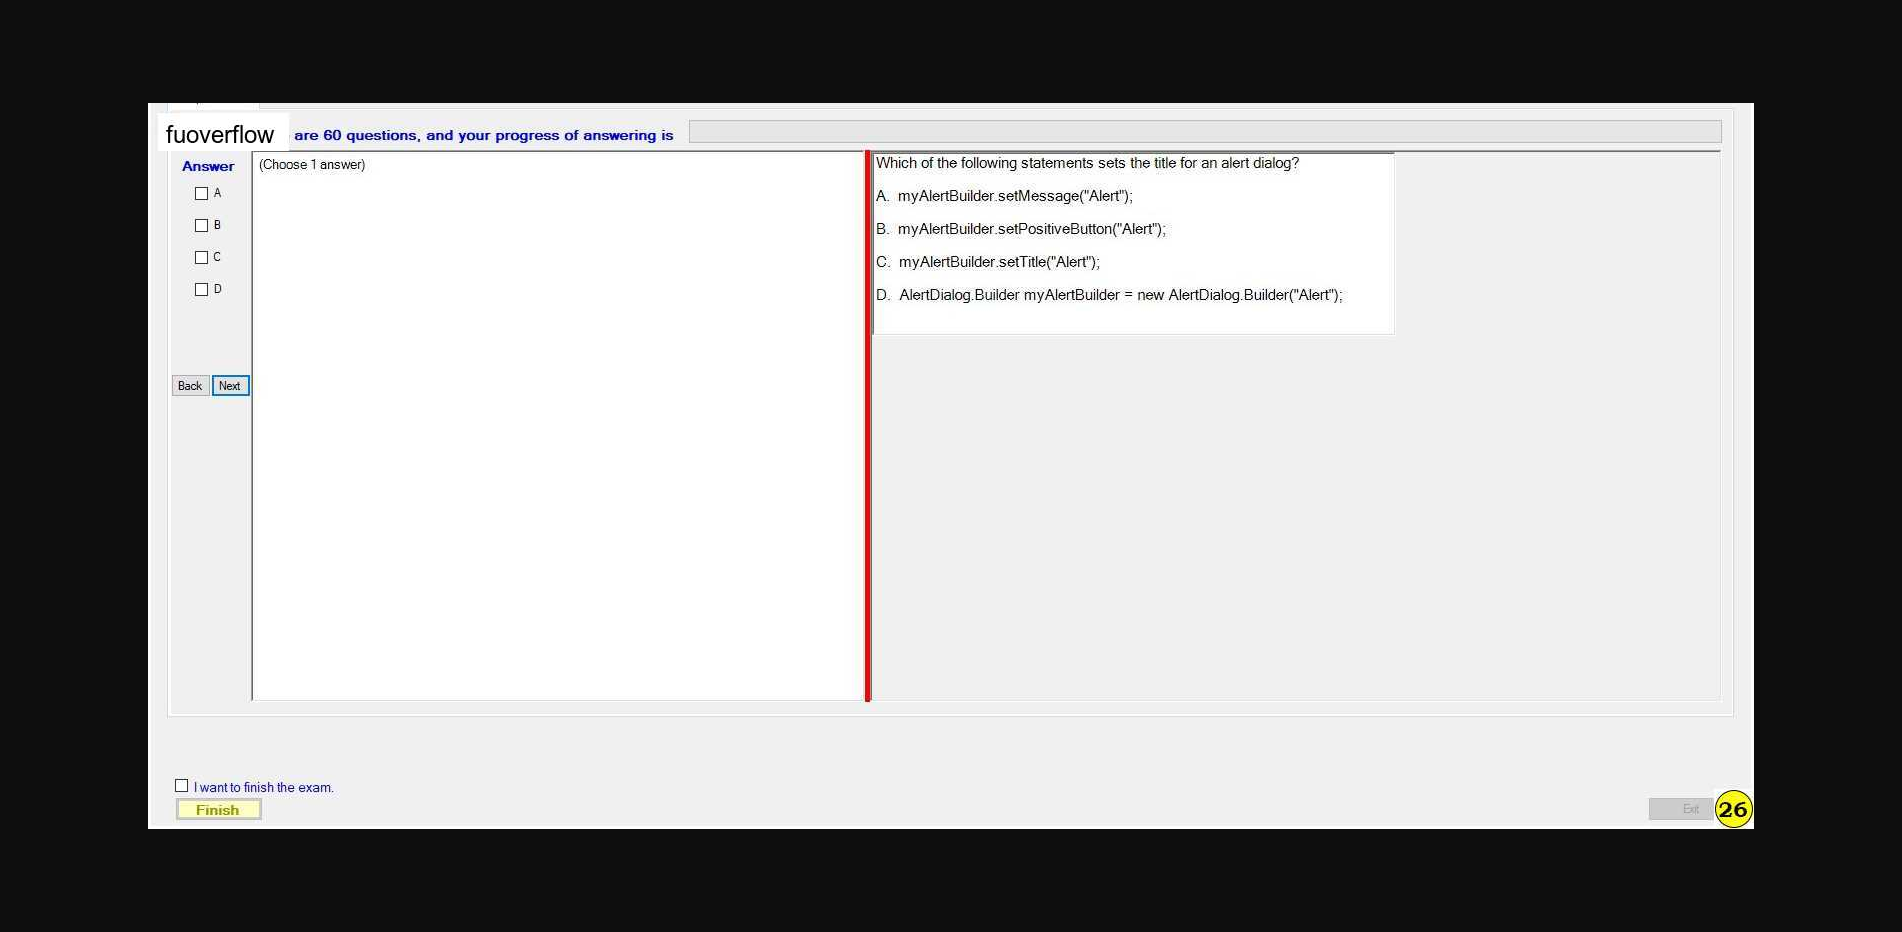 fuoverflow are 60 questions, and your progress of answering is
Answer
(Choose 1 answer)
A
B
C
D
Back Next
Which of the following statements sets the title for an alert dialog?
A. myAlertBuilder.setMessage("Alert");
B. myAlertBuilder.setPositiveButton("Alert");
C. myAlertBuilder.setTitle("Alert");
D. AlertDialog.Builder myAlertBuilder = new AlertDialog.Builder("Alert");
I want to finish the exam.
Finish
Exit
26